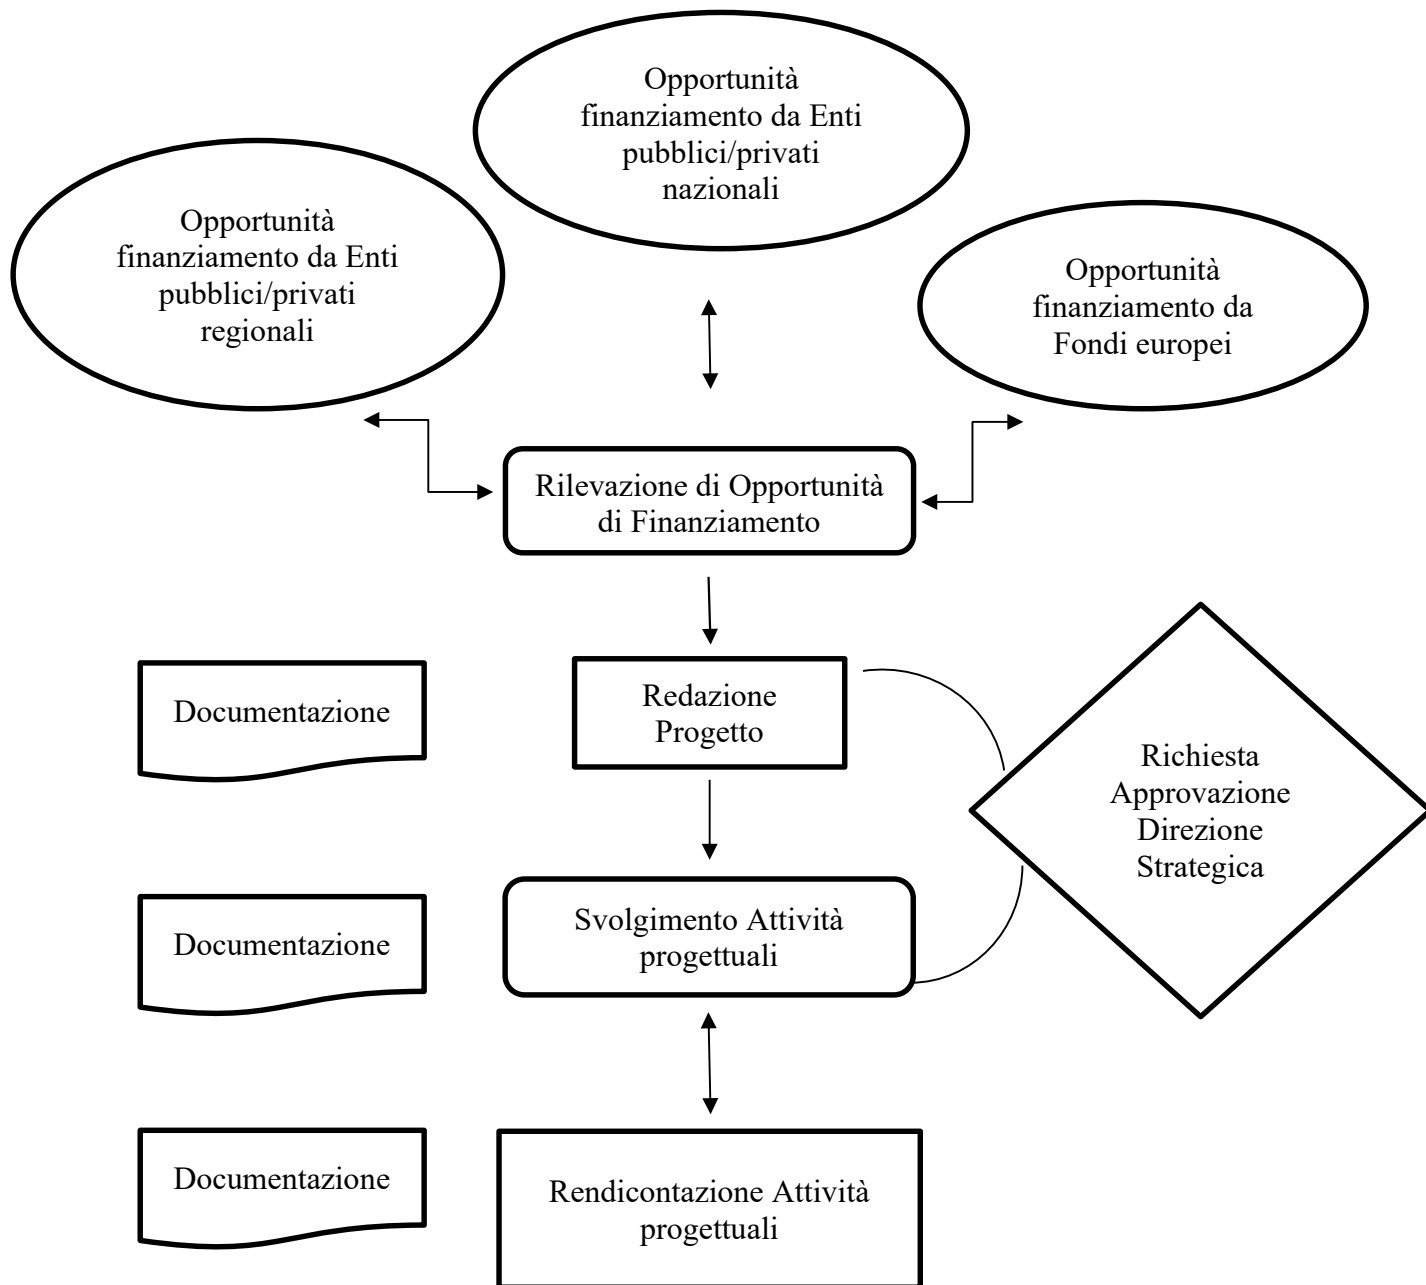 Opportunità
finanziamento da Enti
pubblici/privati
nazionali
Opportunità
finanziamento da Enti
pubblici/privati
regionali
Opportunità
finanziamento da
Fondi europei
Rilevazione di Opportunità
di Finanziamento
Documentazione
Redazione
Progetto
Richiesta
Approvazione
Direzione
Strategica
Documentazione
Svolgimento Attività
progettuali
Documentazione
Rendicontazione Attività
progettuali